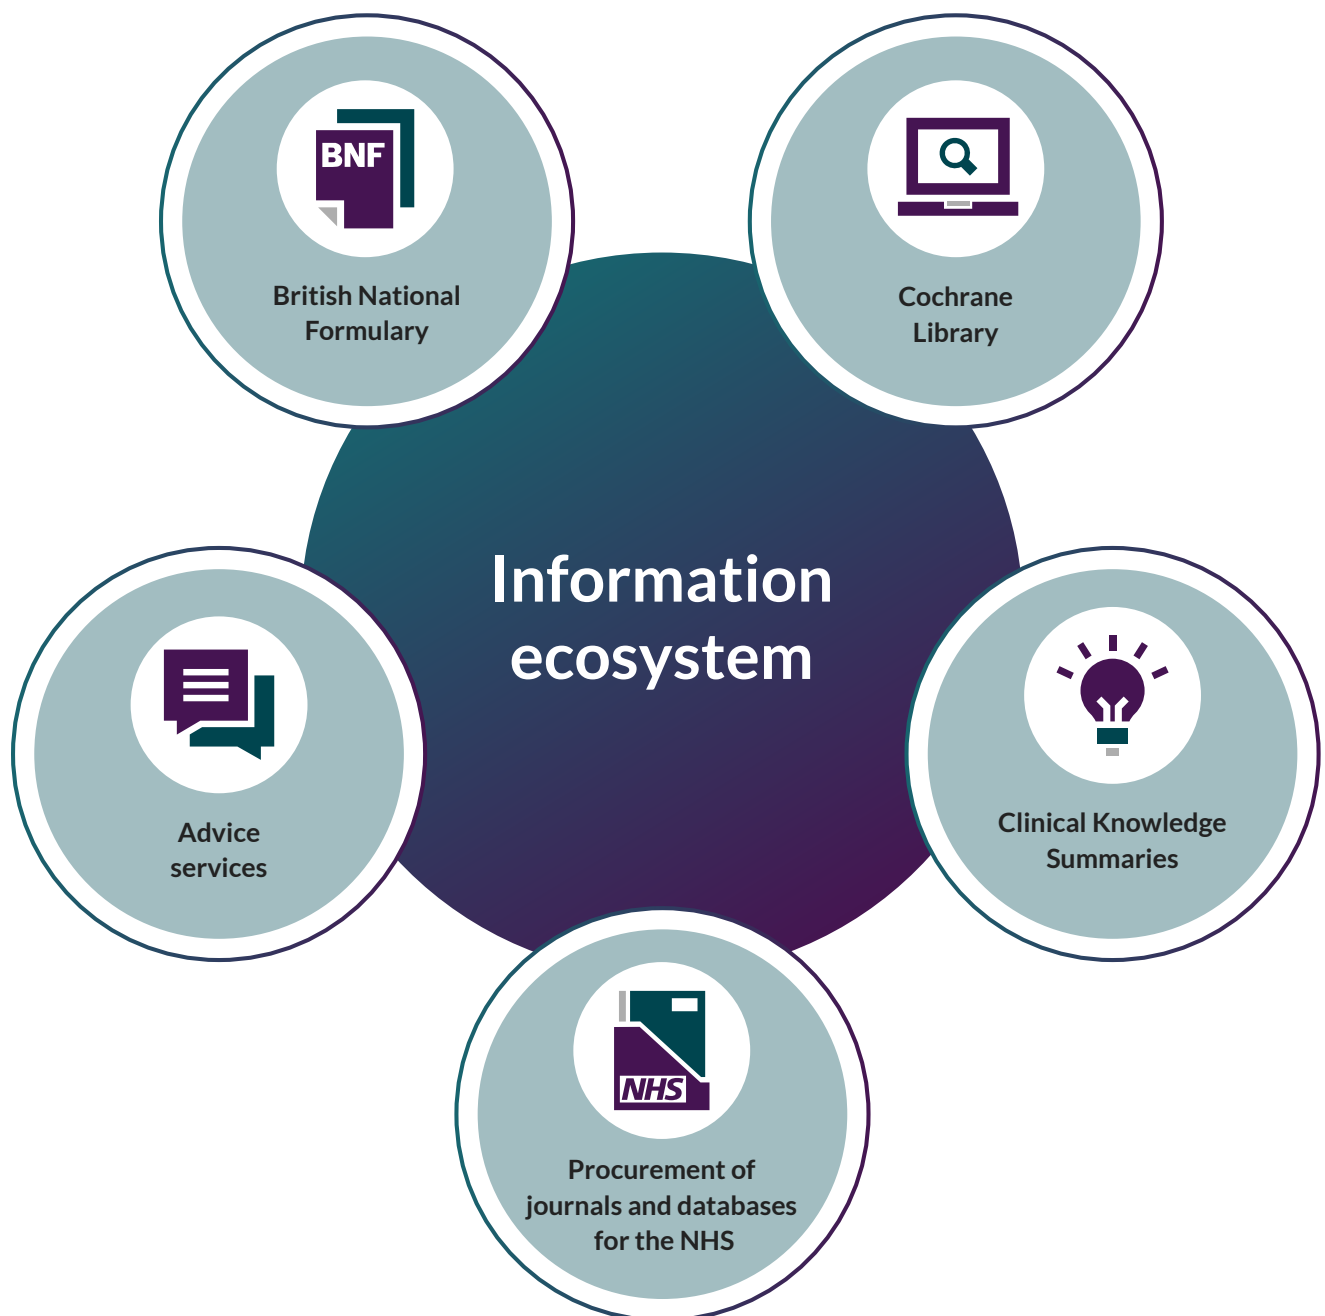 BNF
British National
Formulary
Cochrane
Library
Information
ecosystem
Advice
services
Clinical Knowledge
Summaries
NHS
Procurement of
journals and databases
for the NHS